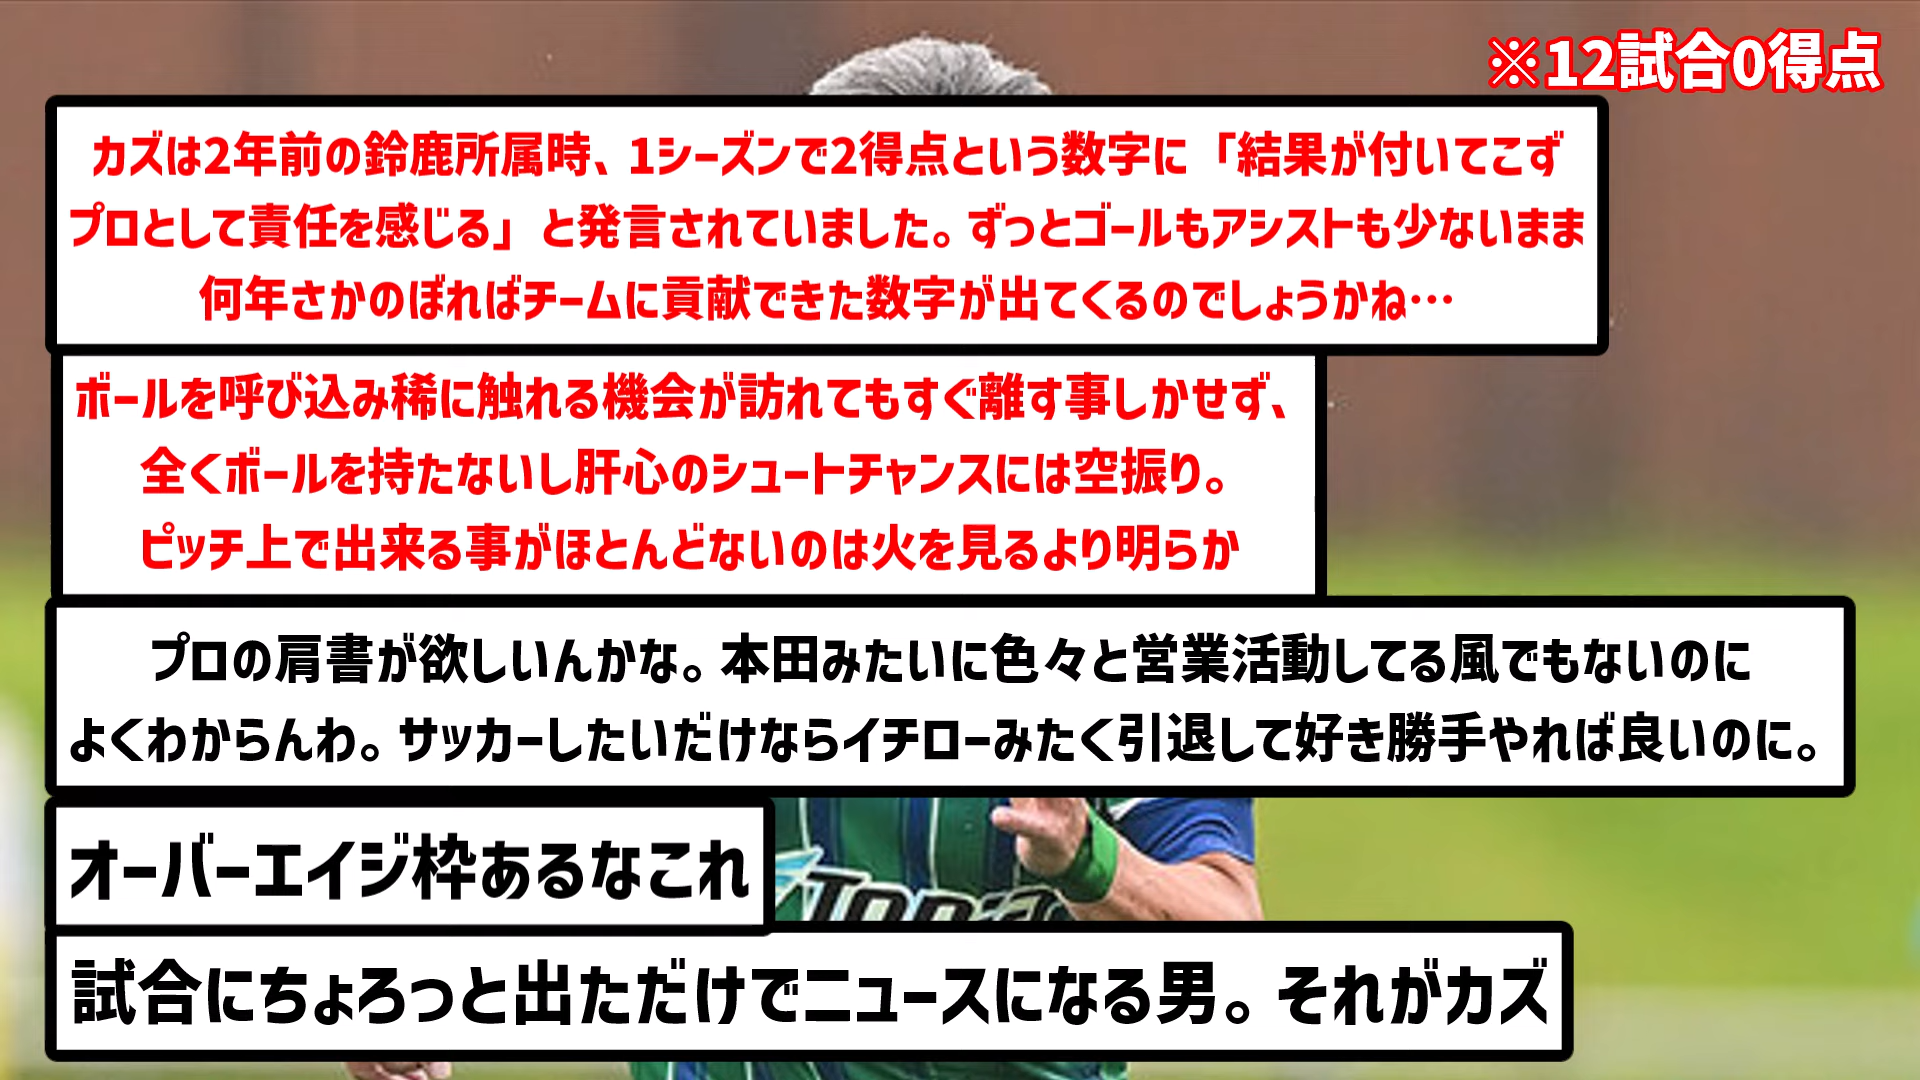 ※12試合0得点
カズは2年前の鈴鹿所属時、1シーズンで2得点という数字に「結果が付いてこず
プロとして責任を感じる」と発言されていました。ずっとゴールもアシストも少ないまま
何年さかのぼればチームに貢献できた数字が出てくるのでしょうかね…
ボールを呼び込み稀に触れる機会が訪れてもすぐ離す事しかせず、
全くボールを持たないし肝心のシュートチャンスには空振り。
ピッチ上で出来る事がほとんどないのは火を見るより明らか
プロの肩書が欲しいんかな。本田みたいに色々と営業活動してる風でもないのに
よくわからんわ。サッカーしたいだけならイチローみたく引退して好き勝手やれば良いのに。
オーバーエイジ枠あるなこれ
試合にちょろっと出ただけでニュースになる男。それがカズ